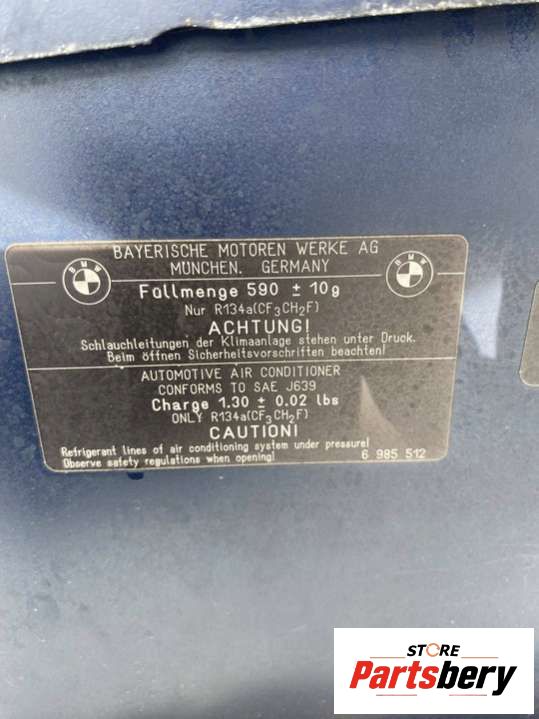 BAYERISCHE MOTOREN WERKE AG
MÜNCHEN. GERMANY
BMW
BMW
Füllmenge 590 ± 10g
Nur R134a(CF3CH2F)
ACHTUNG!
Schlauchleitungen der Klimaanlage stehen unter Druck.
Beim öffnen Sicherheitsvorschriften beachten!
AUTOMOTIVE AIR CONDITIONER
CONFORMS TO SAE J639
Charge 1.30 ± 0.02 lbs
ONLY R134a(CF3CH2F)
CAUTION!
Refrigerant lines of air conditioning system under pressure!
Observe safety regulations when opening!
6 985 512
STORE
Partsbery